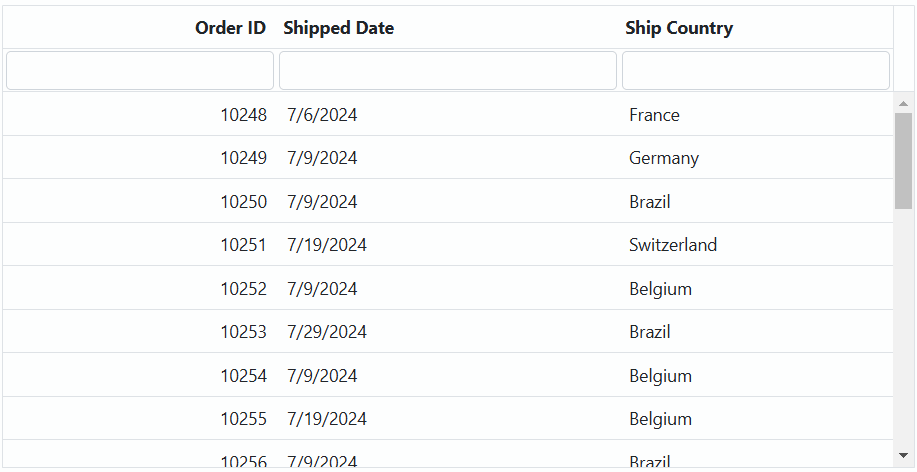 Order ID Shipped Date Ship Country
10248 7/6/2024 France
10249 7/9/2024 Germany
10250 7/9/2024 Brazil
10251 7/19/2024 Switzerland
10252 7/9/2024 Belgium
10253 7/29/2024 Brazil
10254 7/9/2024 Belgium
10255 7/19/2024 Belgium
10256 7/9/2024 Brazil